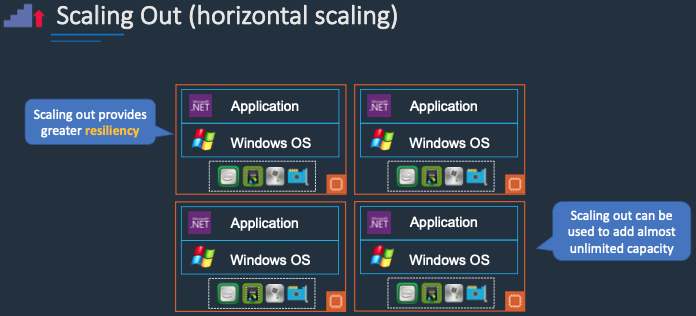 Scaling Out (horizontal scaling)
Scaling out provides
greater resiliency
.NET Application
Windows OS
.NET Application
Windows OS
.NET Application
Windows OS
.NET Application
Windows OS
Scaling out can be
used to add almost
unlimited capacity